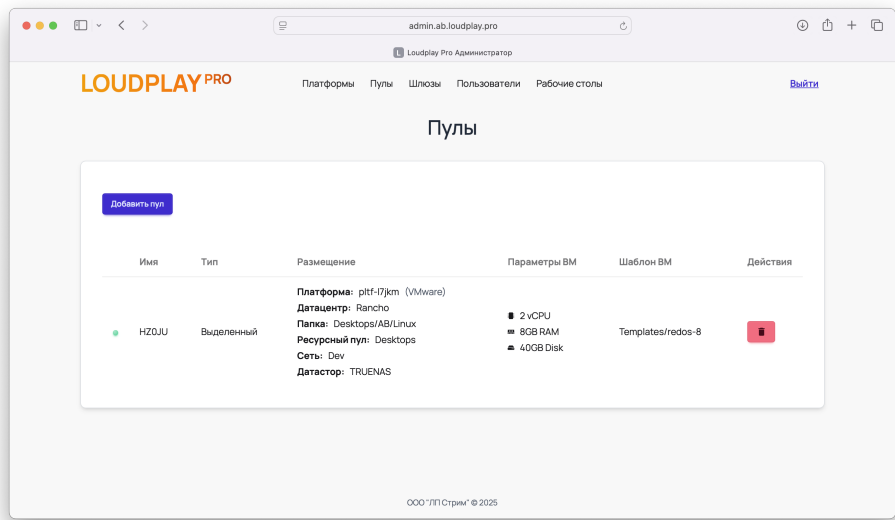 admin.ab.loudplay.pro
L Loudplay Pro Администратор
LOUDPLAY PRO
Платформы Пулы Шлюзы Пользователи Рабочие столы
Выйти
Пулы
Добавить пул
Имя Тип Размещение Параметры ВМ Шаблон ВМ Действия
HZ0JU
Выделенный
Платформа: pltf-l7jkm (VMware)
Датацентр: Rancho
Папка: Desktops/AB/Linux
Ресурсный пул: Desktops
Сеть: Dev
Датастор: TRUENAS
2 vCPU
8GB RAM
40GB Disk
Templates/redos-8
ООО "ЛП Стрим" © 2025